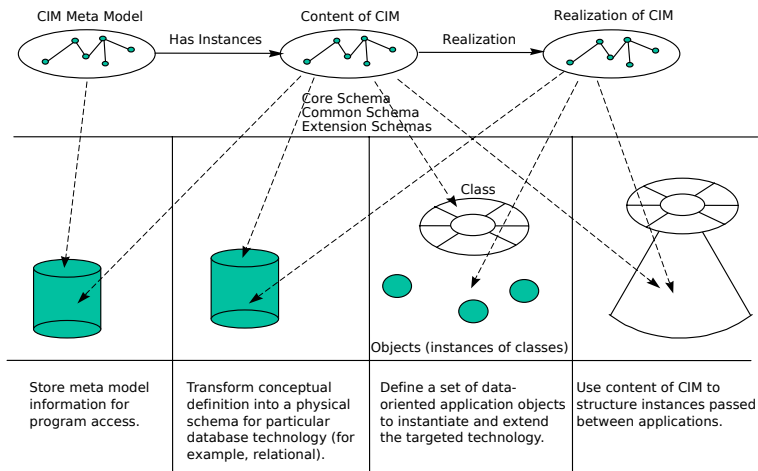 CIM Meta Model
Content of CIM
Realization of CIM
Has Instances
Realization
Core Schema
Common Schema
Extension Schemas
Class
Objects (instances of classes)
Store meta model
information for
program access.
Transform conceptual
definition into a physical
schema for particular
database technology (for
example, relational).
Define a set of data-
oriented application objects
to instantiate and extend
the targeted technology.
Use content of CIM to
structure instances passed
between applications.